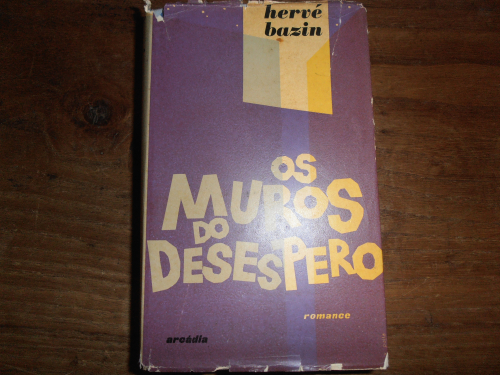 hervé
bazin
OS
MUROS
DO
DESESPERO
romance
arcádia